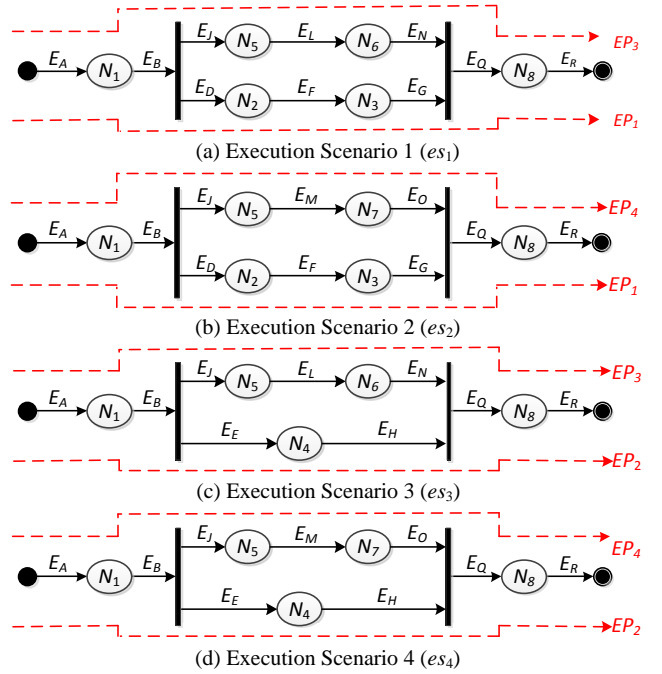 E_J E_L E_N EP_3
E_A N_1 E_B N_5 N_6 E_Q N_8 E_R
E_D N_2 E_F N_3 E_G
EP_1
(a) Execution Scenario 1 (es_1)
E_J E_M E_O EP_4
E_A N_1 E_B N_5 N_7 E_Q N_8 E_R
E_D N_2 E_F N_3 E_G
EP_1
(b) Execution Scenario 2 (es_2)
E_J E_L E_N EP_3
E_A N_1 E_B N_5 N_6 E_Q N_8 E_R
E_E N_4 E_H
EP_2
(c) Execution Scenario 3 (es_3)
E_J E_M E_O EP_4
E_A N_1 E_B N_5 N_7 E_Q N_8 E_R
E_E N_4 E_H
EP_2
(d) Execution Scenario 4 (es_4)